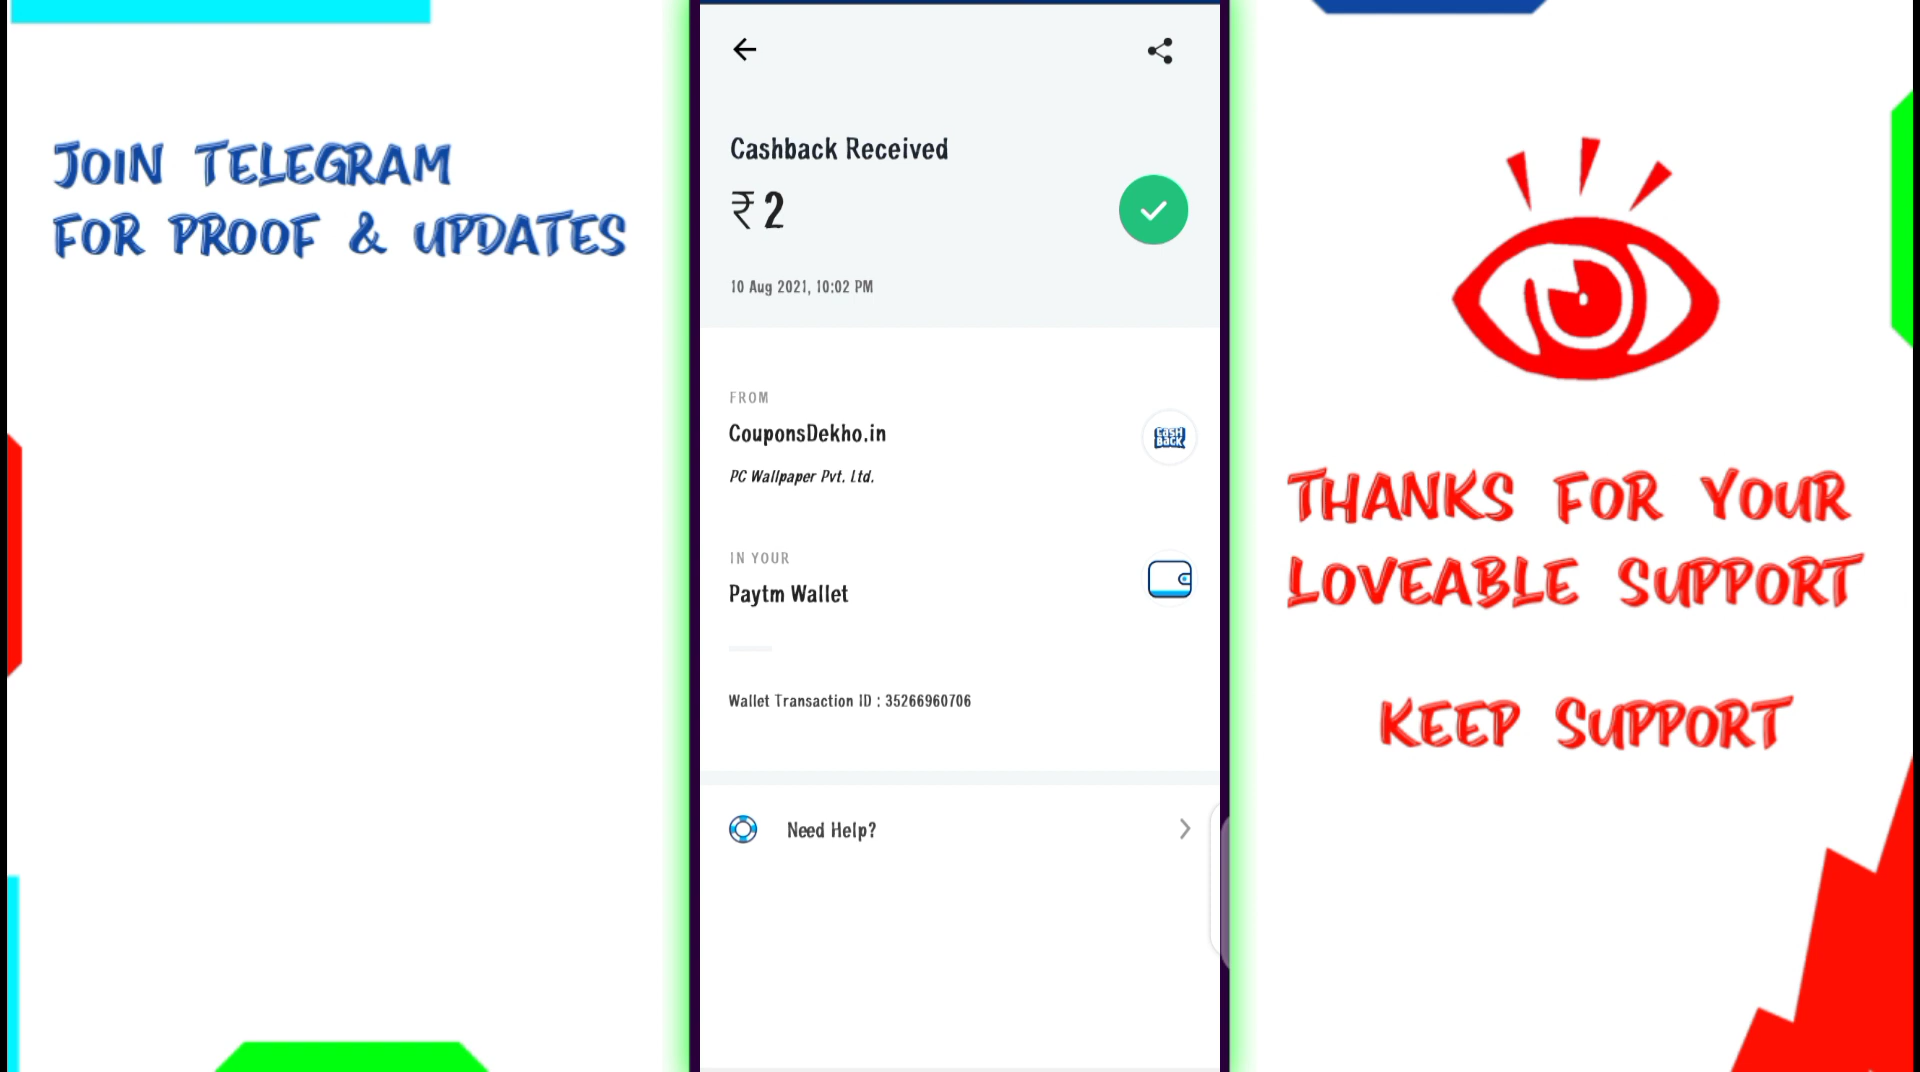 JOIN TELEGRAM
FOR PROOF & UPDATES
Cashback Received
₹2
10 Aug 2021, 10:02 PM
FROM
CouponsDekho.in
CASH
BACK
PC Wallpaper Pvt. Ltd.
IN YOUR
Paytm Wallet
Wallet Transaction ID : 35266960706
Need Help?
THANKS FOR YOUR
LOVEABLE SUPPORT
KEEP SUPPORT